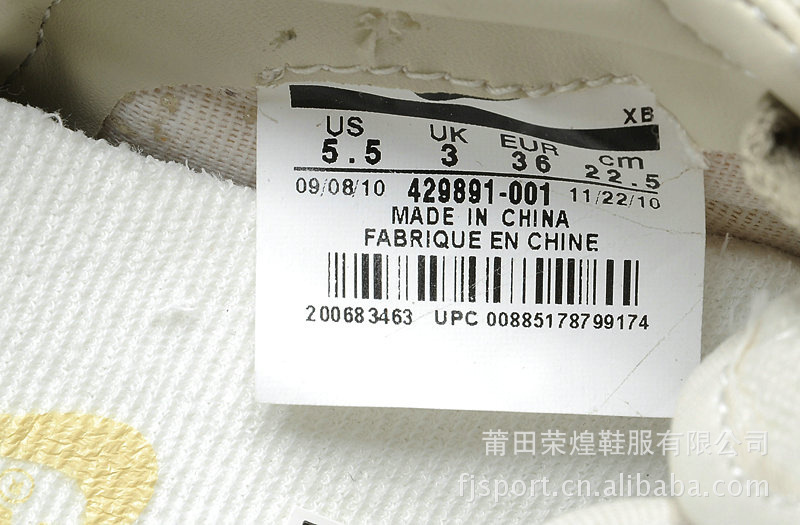 XB
US UK EUR cm
5.5 3 36 22.5
09/08/10 429891-001 11/22/10
MADE IN CHINA
FABRIQUE EN CHINE
200683463 UPC 00885178799174
莆田荣煌鞋服有限公司
fjsport.cn.alibaba.com
®